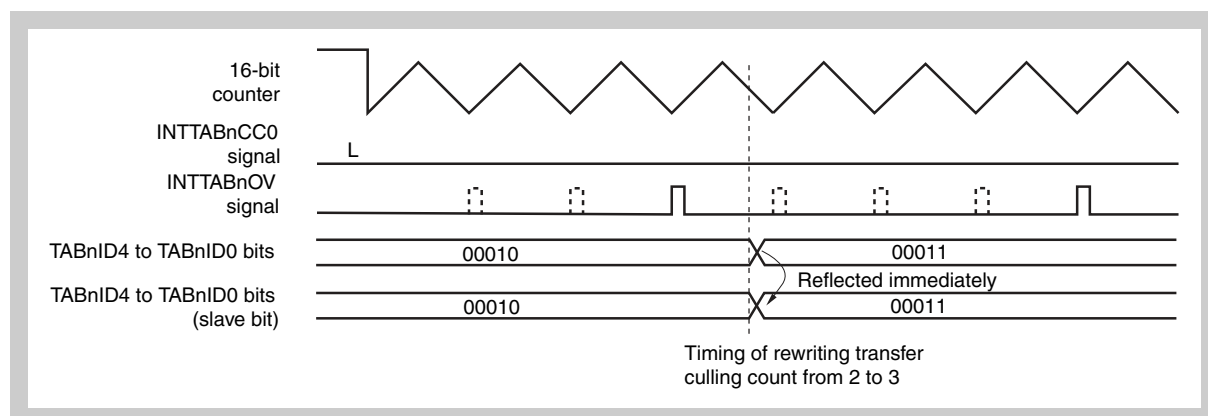 16-bit
counter
INTTABnCC0
signal
L
INTTABnOV
signal
TABnID4 to TABnID0 bits
00010
00011
Reflected immediately
TABnID4 to TABnID0 bits
(slave bit)
00010
00011
Timing of rewriting transfer
culling count from 2 to 3